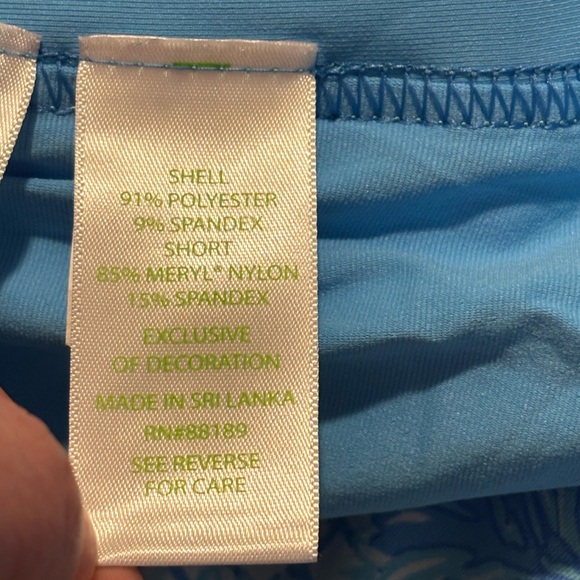 SHELL
91% POLYESTER
9% SPANDEX
SHORT
85% MERYL® NYLON
15% SPANDEX
EXCLUSIVE
OF DECORATION
MADE IN SRI LANKA
RN#88189
SEE REVERSE
FOR CARE